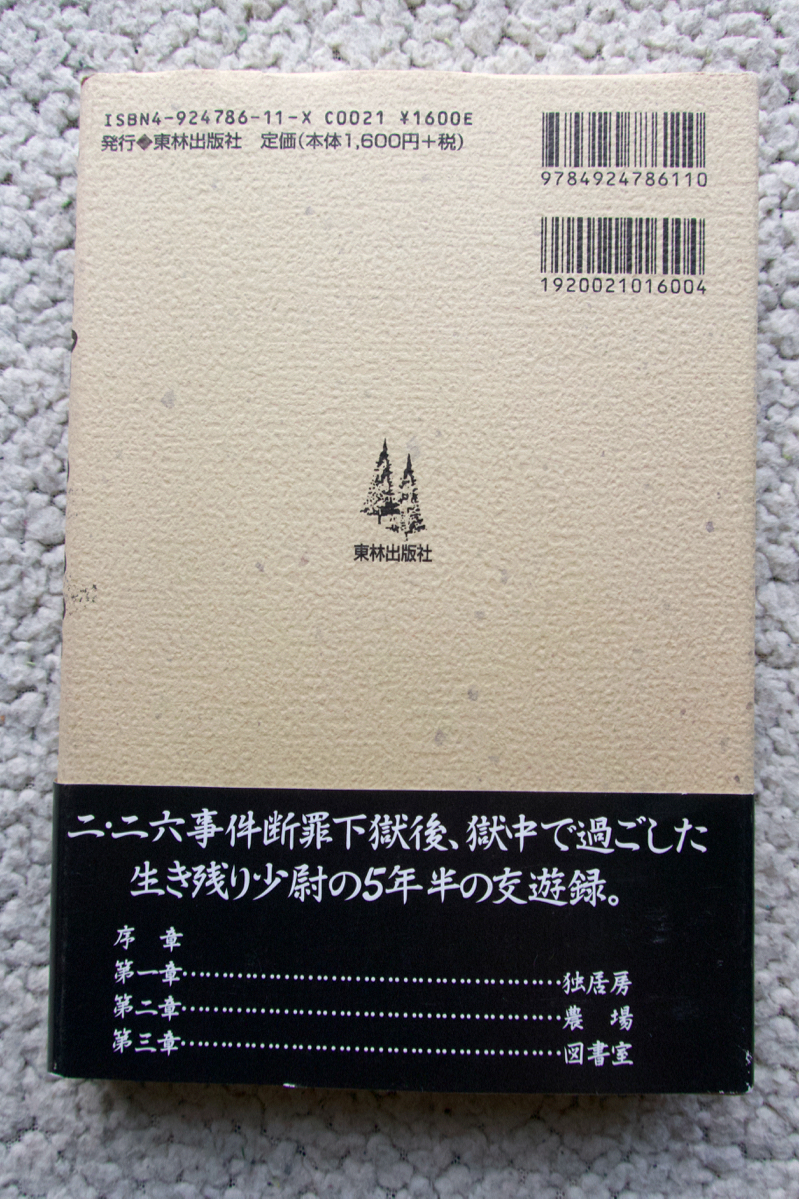 ISBN4-924786-11-X C0021 ¥1600E
発行◆東林出版社 定価(本体1,600円+税)
9784924786110
1920021016004
東林出版社
二・二六事件断罪下獄後、獄中で過ごした
生き残り少尉の5年半の交遊録。
序 章
第一章……………………………………………独居房
第二章……………………………………………農 場
第三章……………………………………………図書室